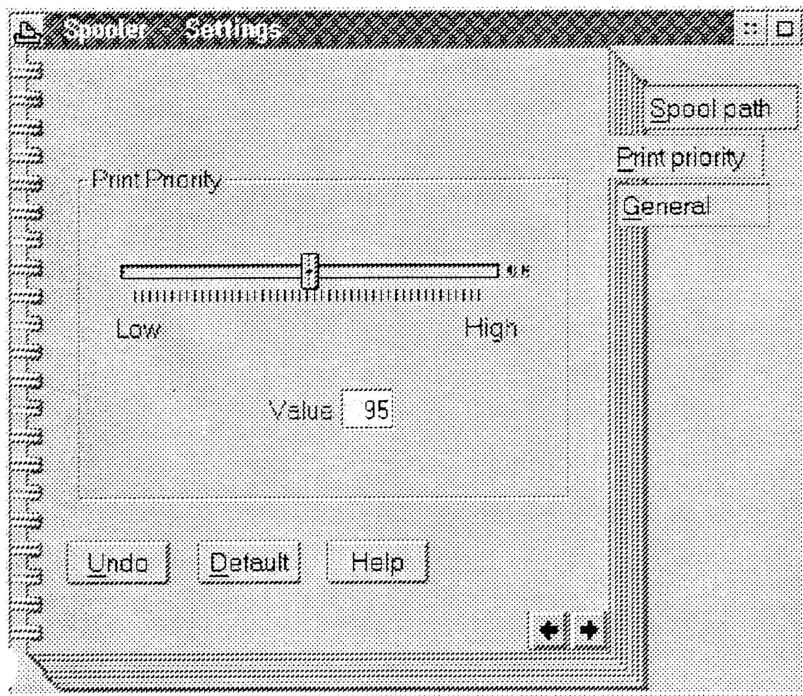 Spooler - Settings
Spool path
Print priority
General
Print Priority
Low High
Value 95
Undo Default Help